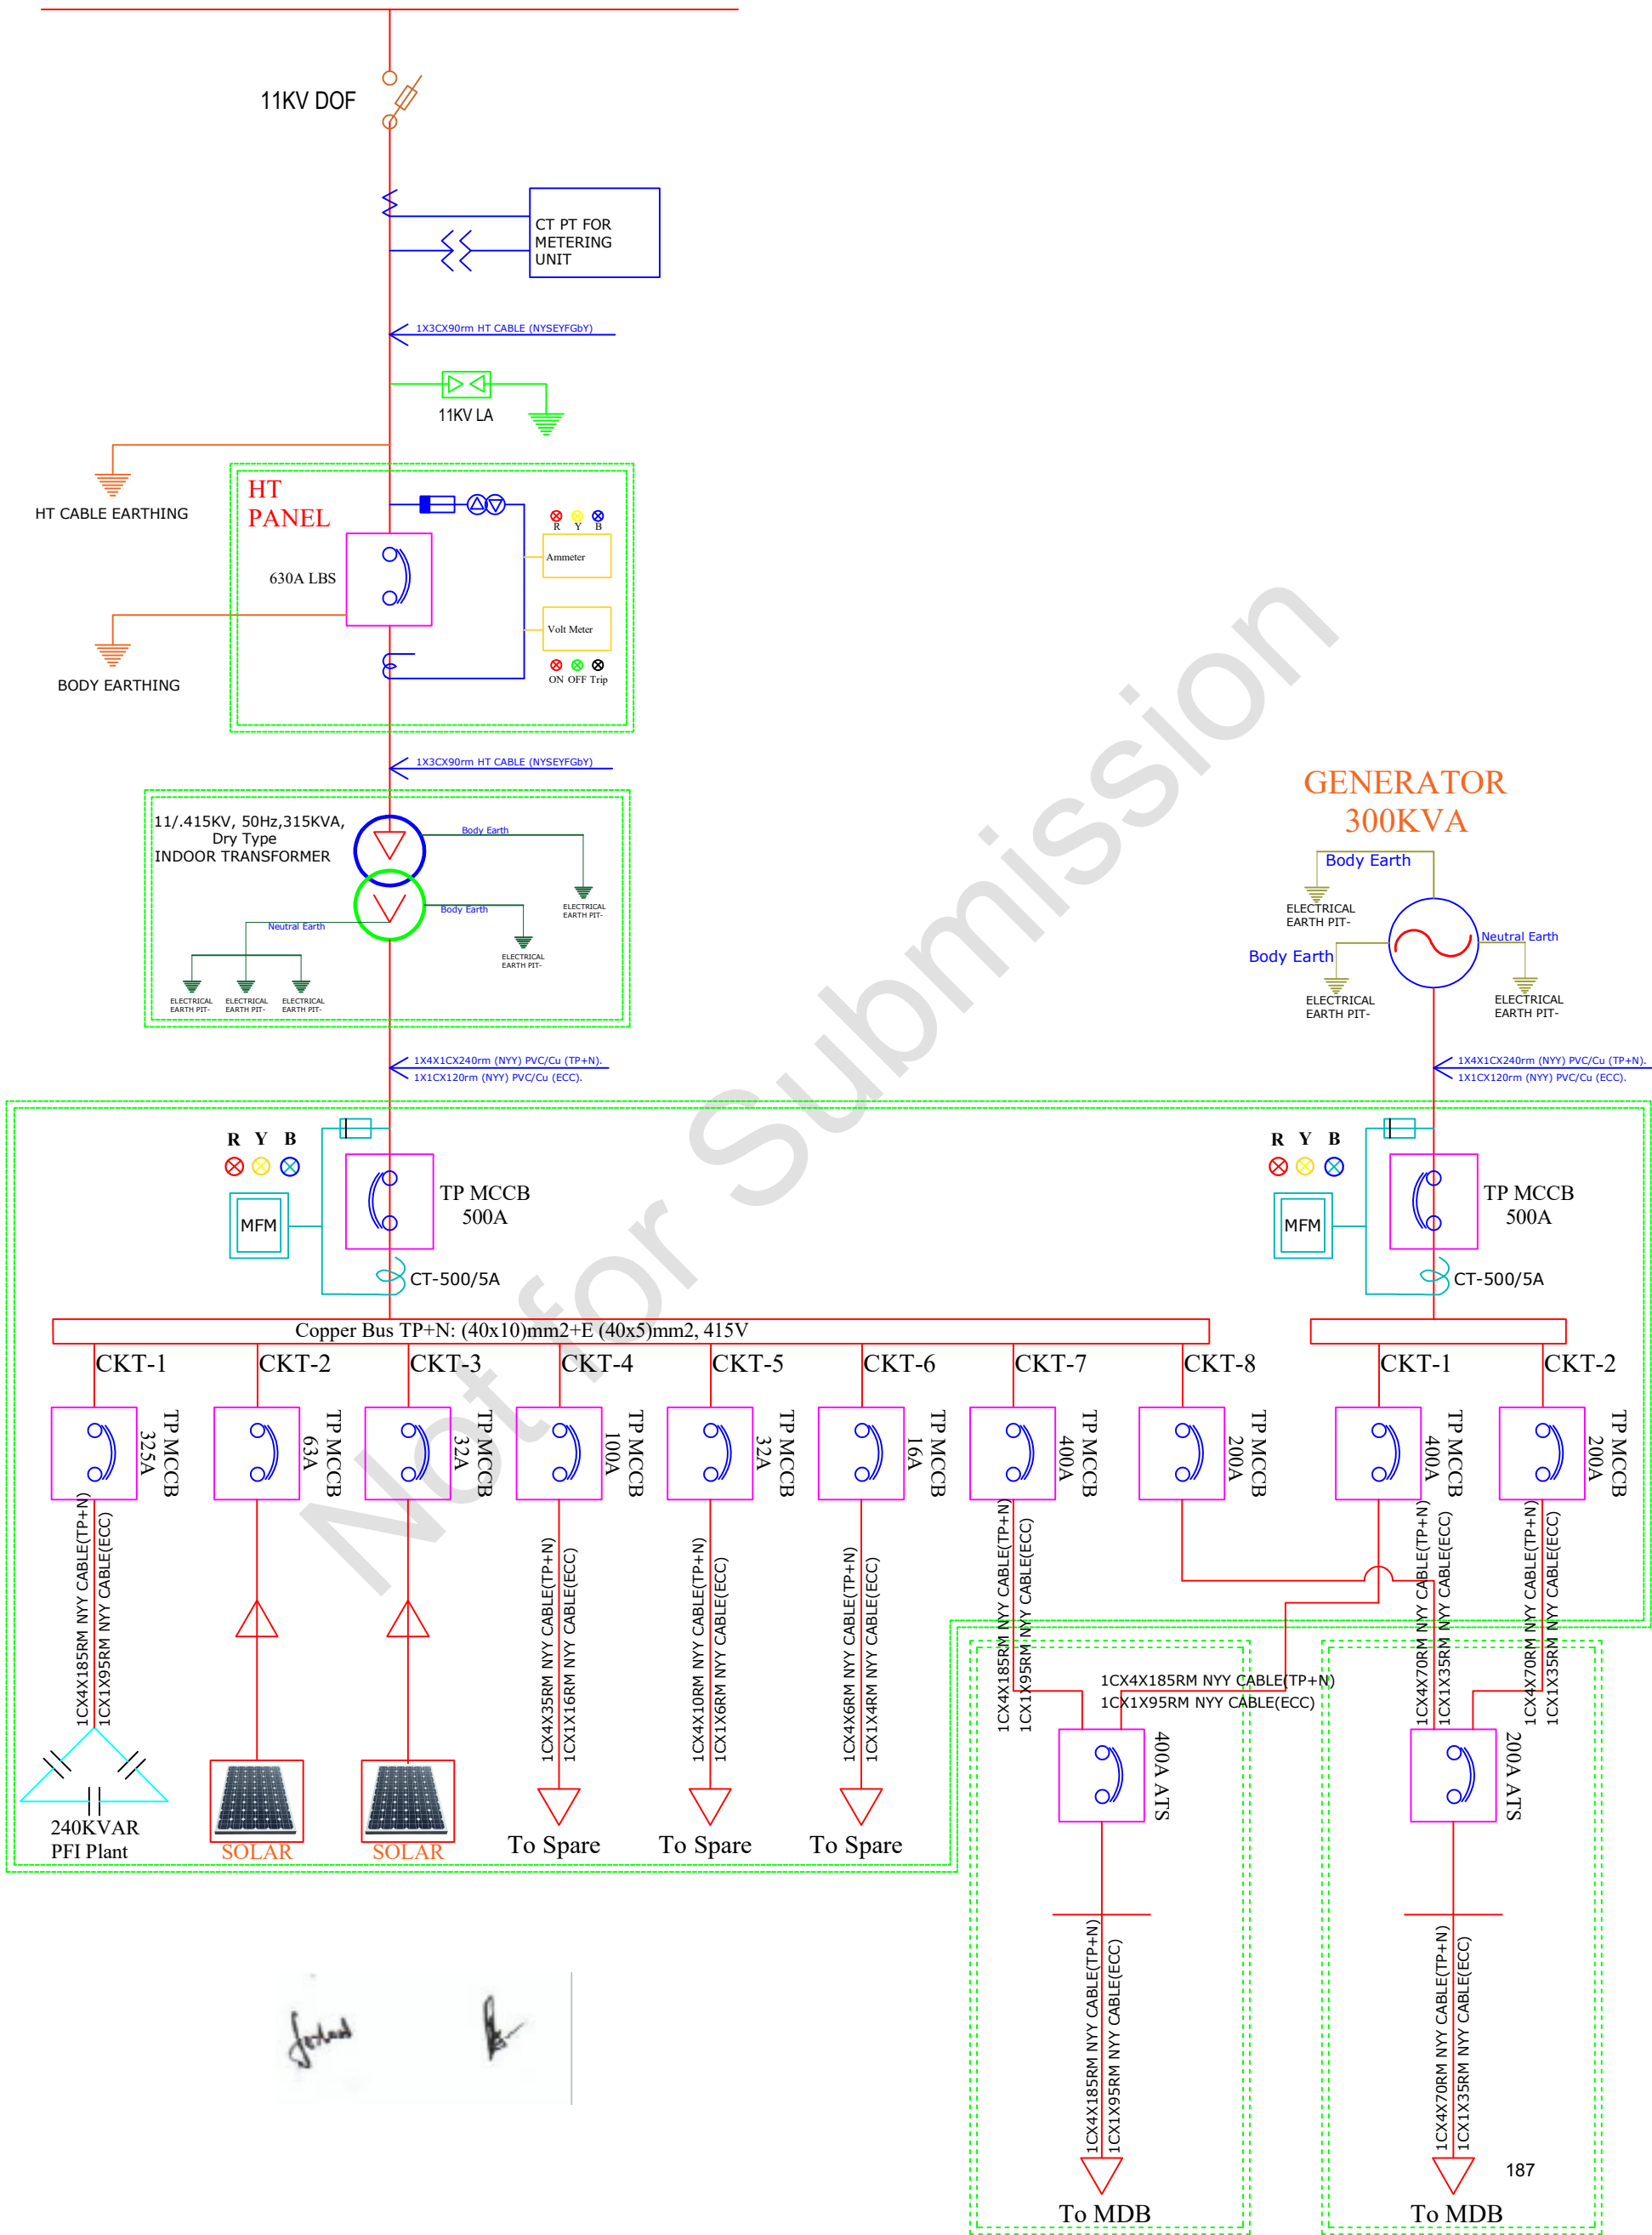 11KV DOF
CT PT FOR
METERING
UNIT
1X3CX90rm HT CABLE (NYSEYFGbY)
11KV LA
HT CABLE EARTHING
HT
PANEL
R Y B
Ammeter
630A LBS
Volt Meter
ON OFF Trip
BODY EARTHING
1X3CX90rm HT CABLE (NYSEYFGbY)
11/.415KV, 50Hz,315KVA,
Dry Type
INDOOR TRANSFORMER
Body Earth
ELECTRICAL
EARTH PIT-
Body Earth
Neutral Earth
ELECTRICAL
EARTH PIT-
ELECTRICAL
EARTH PIT-
ELECTRICAL
EARTH PIT-
ELECTRICAL
EARTH PIT-
GENERATOR
300KVA
Body Earth
ELECTRICAL
EARTH PIT-
Neutral Earth
Body Earth
ELECTRICAL
EARTH PIT-
ELECTRICAL
EARTH PIT-
1X4X1CX240rm (NYY) PVC/Cu (TP+N).
1X1CX120rm (NYY) PVC/Cu (ECC).
1X4X1CX240rm (NYY) PVC/Cu (TP+N).
1X1CX120rm (NYY) PVC/Cu (ECC).
R Y B
MFM
TP MCCB
500A
CT-500/5A
R Y B
MFM
TP MCCB
500A
CT-500/5A
Copper Bus TP+N: (40x10)mm2+E (40x5)mm2, 415V
CKT-1
CKT-2
CKT-3
CKT-4
CKT-5
CKT-6
CKT-7
CKT-8
CKT-1
CKT-2
TP MCCB
325A
TP MCCB
63A
TP MCCB
32A
TP MCCB
100A
TP MCCB
32A
TP MCCB
16A
TP MCCB
400A
TP MCCB
200A
TP MCCB
400A
TP MCCB
200A
1CX4X185RM NYY CABLE(TP+N)
1CX1X95RM NYY CABLE(ECC)
1CX4X35RM NYY CABLE(TP+N)
1CX1X16RM NYY CABLE(ECC)
1CX4X10RM NYY CABLE(TP+N)
1CX1X6RM NYY CABLE(ECC)
1CX4X6RM NYY CABLE(TP+N)
1CX1X4RM NYY CABLE(ECC)
1CX4X185RM NYY CABLE(TP+N)
1CX1X95RM NYY CABLE(ECC)
1CX4X185RM NYY CABLE(TP+N)
1CX1X95RM NYY CABLE(ECC)
1CX4X70RM NYY CABLE(TP+N)
1CX1X35RM NYY CABLE(ECC)
1CX4X70RM NYY CABLE(TP+N)
1CX1X35RM NYY CABLE(ECC)
240KVAR
PFI Plant
SOLAR
SOLAR
To Spare
To Spare
To Spare
400A ATS
200A ATS
1CX4X185RM NYY CABLE(TP+N)
1CX1X95RM NYY CABLE(ECC)
1CX4X70RM NYY CABLE(TP+N)
1CX1X35RM NYY CABLE(ECC)
To MDB
To MDB
187
Not for Submission